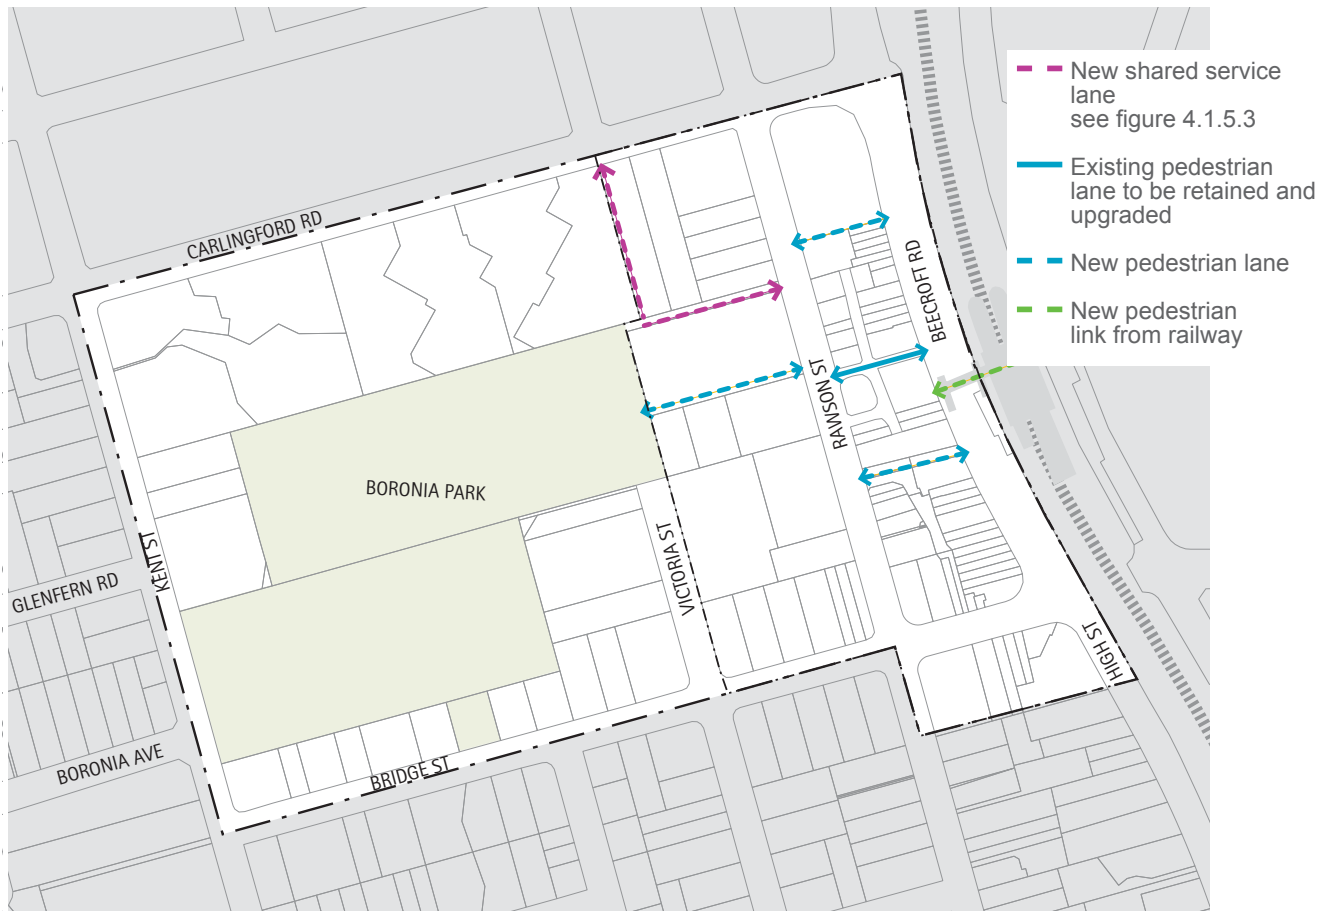 New shared service
lane
see figure 4.1.5.3
Existing pedestrian
lane to be retained and
upgraded
New pedestrian lane
New pedestrian
link from railway
CARLINGFORD RD
BEECROFT RD
RAWSON ST
BORONIA PARK
KENT ST
VICTORIA ST
GLENFERN RD
HIGH ST
BORONIA AVE
BRIDGE ST